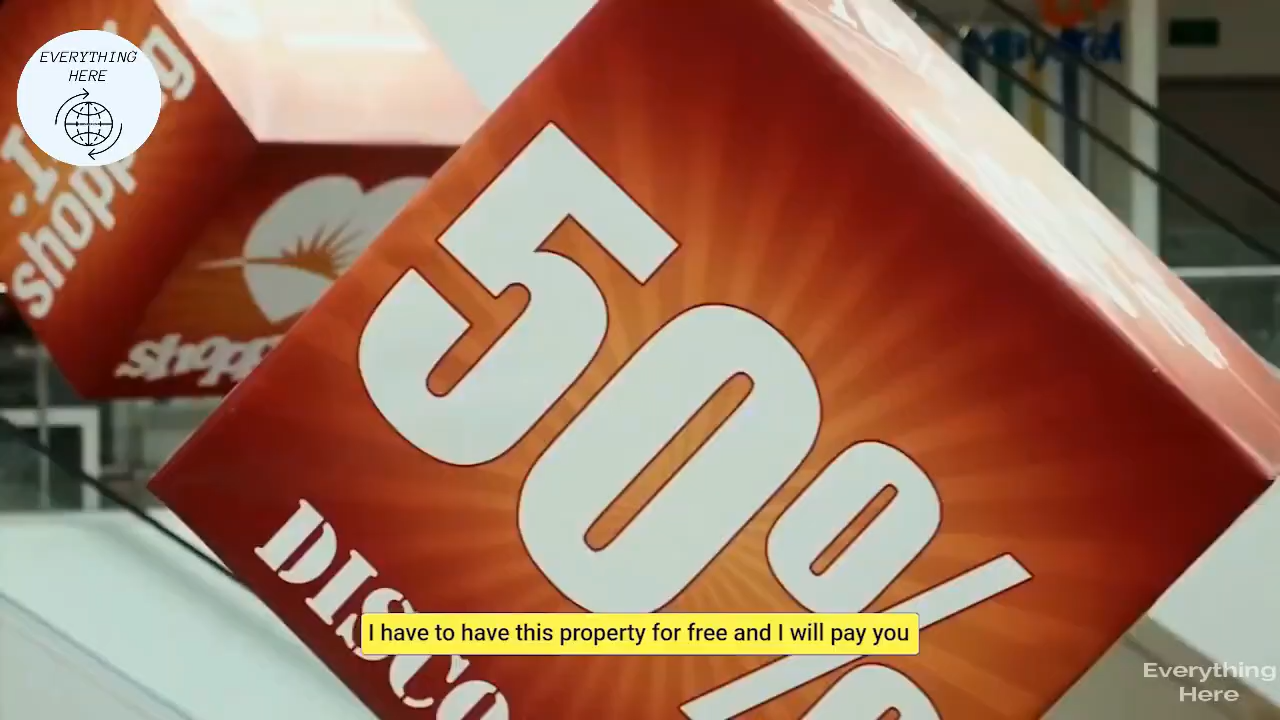 EVERYTHING
HERE
shopping
shopp
50%
DISCO
I have to have this property for free and I will pay you
Everything
Here